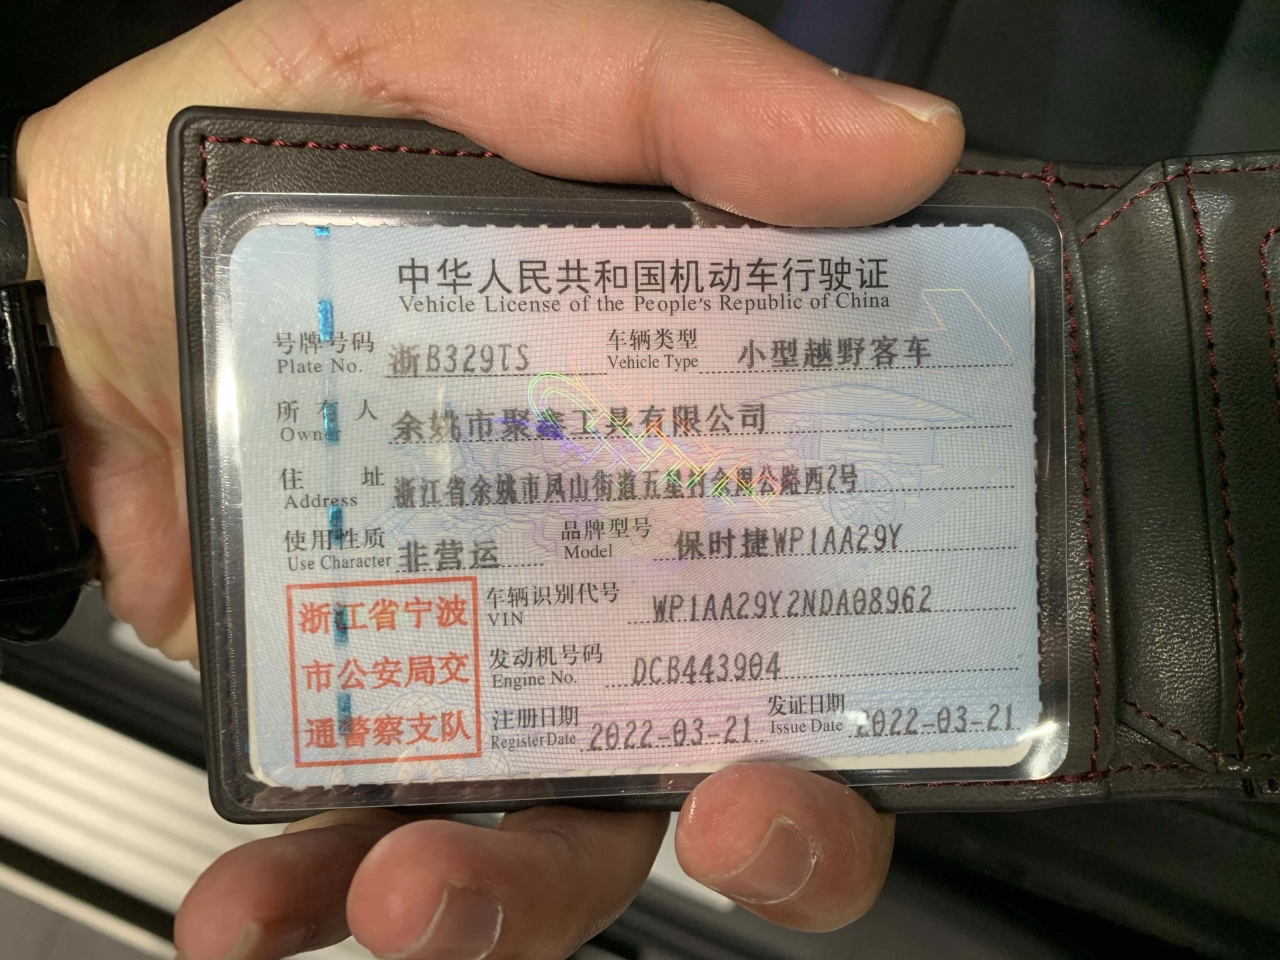 中华人民共和国机动车行驶证
Vehicle License of the People's Republic of China
号牌号码 浙B329TS 车辆类型 小型越野客车
Plate No. Vehicle Type
所有人 余姚市聚鑫工具有限公司
Owner
住址 浙江省余姚市凤山街道五星村余周公路西2号
Address
使用性质 非营运 品牌型号 保时捷WP1AA29Y
Use Character Model
浙江省宁波
市公安局交
通警察支队
车辆识别代号 WP1AA29Y2NDA08962
VIN
发动机号码 DCB443904
Engine No.
注册日期 2022-03-21 发证日期 2022-03-21
Register Date Issue Date